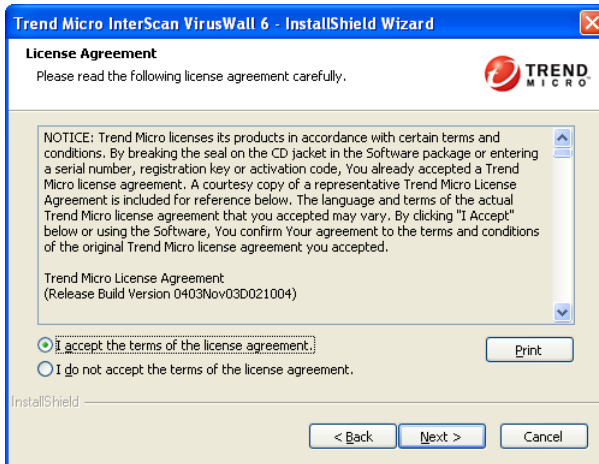 Trend Micro InterScan VirusWall 6 - InstallShield Wizard
License Agreement
Please read the following license agreement carefully.
TREND
MICRO
NOTICE: Trend Micro licenses its products in accordance with certain terms and
conditions. By breaking the seal on the CD jacket in the Software package or entering
a serial number, registration key or activation code, You already accepted a Trend
Micro license agreement. A courtesy copy of a representative Trend Micro License
Agreement is included for reference below. The language and terms of the actual
Trend Micro license agreement that you accepted may vary. By clicking "I Accept"
below or using the Software, You confirm Your agreement to the terms and conditions
of the original Trend Micro license agreement you accepted.
Trend Micro License Agreement
(Release Build Version 0403Nov03D021004)
I accept the terms of the license agreement.
Print
I do not accept the terms of the license agreement.
InstallShield
< Back
Next >
Cancel